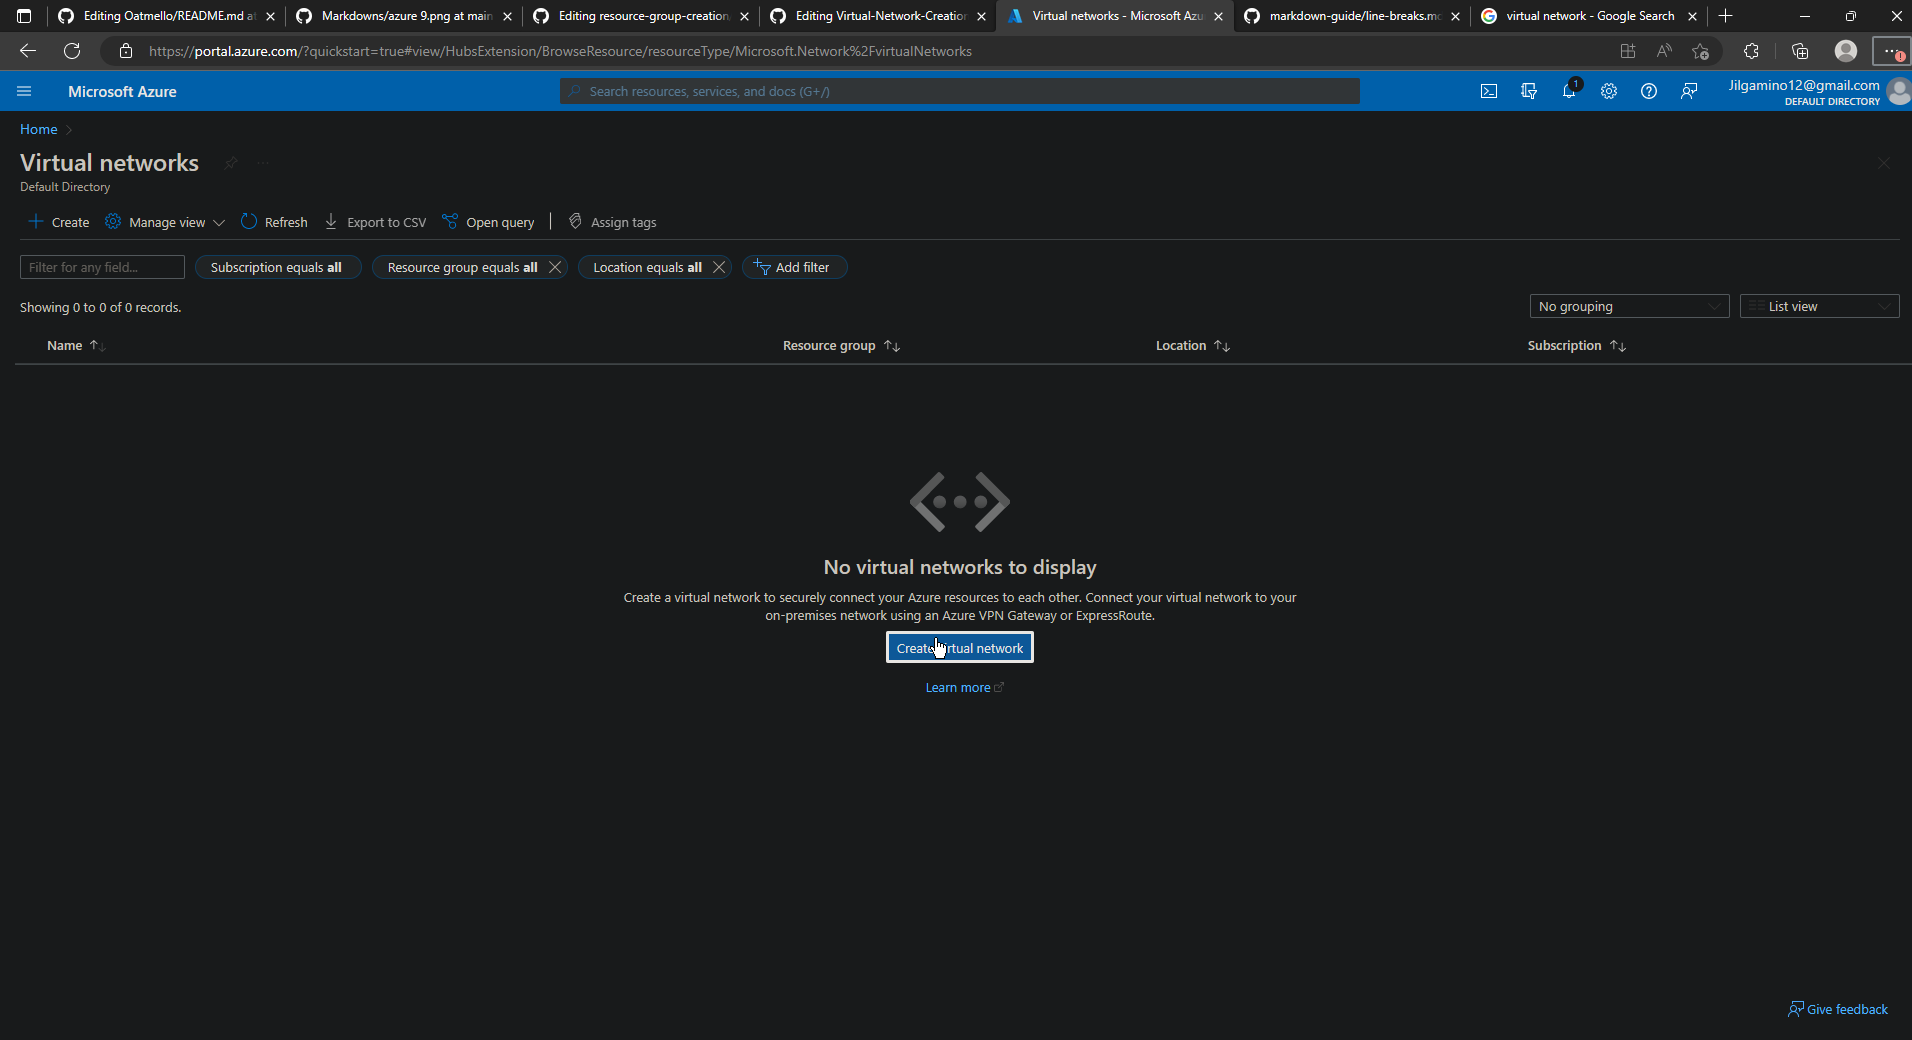 Editing Oatmello/README.md at
Markdowns/azure 9.png at main
Editing resource-group-creation
Editing Virtual-Network-Creation
Virtual networks - Microsoft Azu
markdown-guide/line-breaks.mc
virtual network - Google Search
https://portal.azure.com/?quickstart=true#view/HubsExtension/BrowseResource/resourceType/Microsoft.Network%2FvirtualNetworks
Microsoft Azure
Search resources, services, and docs (G+/)
1
Jilgamino12@gmail.com
DEFAULT DIRECTORY
Home
Virtual networks
Default Directory
Create
Manage view
Refresh
Export to CSV
Open query
Assign tags
Filter for any field...
Subscription equals all
Resource group equals all
Location equals all
Add filter
Showing 0 to 0 of 0 records.
No grouping
List view
Name
Resource group
Location
Subscription
No virtual networks to display
Create a virtual network to securely connect your Azure resources to each other. Connect your virtual network to your
on-premises network using an Azure VPN Gateway or ExpressRoute.
Create virtual network
Learn more
Give feedback